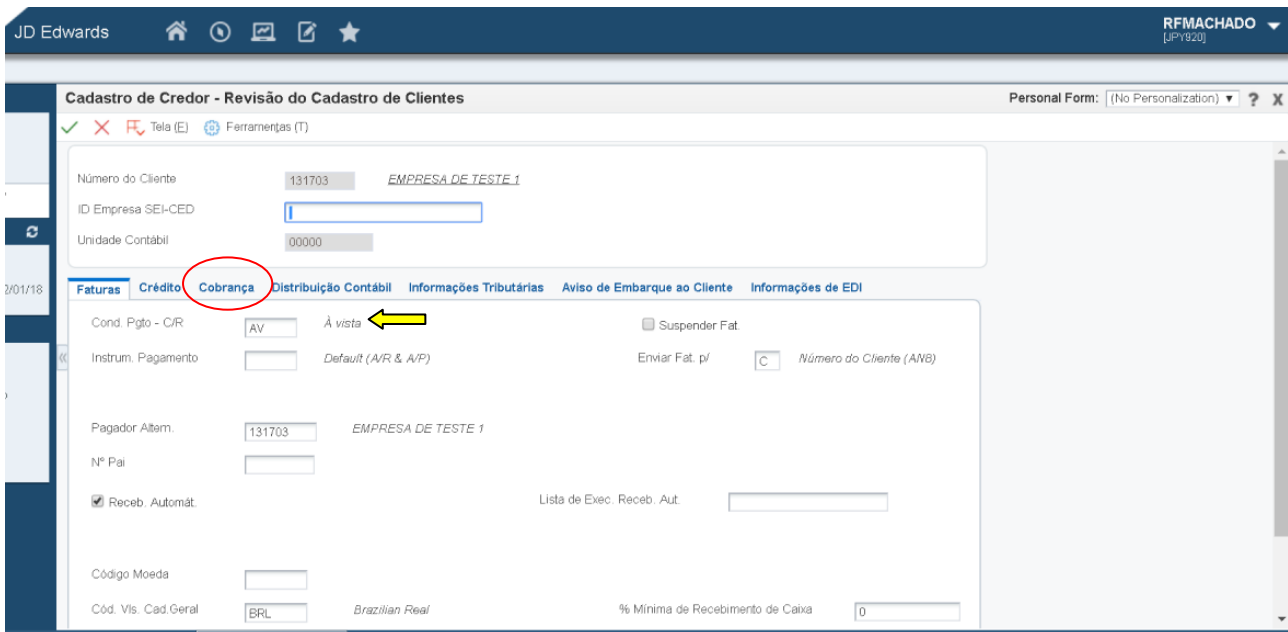 JD Edwards
RFMACHADO
[JPY920]
Cadastro de Credor - Revisão do Cadastro de Clientes
Personal Form: (No Personalization) ? X
Tela (E) Ferramentas (T)
Número do Cliente 131703 EMPRESA DE TESTE 1
ID Empresa SEI-CED
Unidade Contábil 00000
2/01/18
Faturas Crédito Cobrança Distribuição Contábil Informações Tributárias Aviso de Embarque ao Cliente Informações de EDI
Cond. Pgto - C/R AV À vista Suspender Fat.
Instrum. Pagamento Default (A/R & A/P) Enviar Fat. p/ C Número do Cliente (AN8)
Pagador Altern. 131703 EMPRESA DE TESTE 1
Nº Pai
Receb. Automát. Lista de Exec. Receb. Aut.
Código Moeda
Cód. Vls. Cad.Geral BRL Brazilian Real % Mínima de Recebimento de Caixa 0